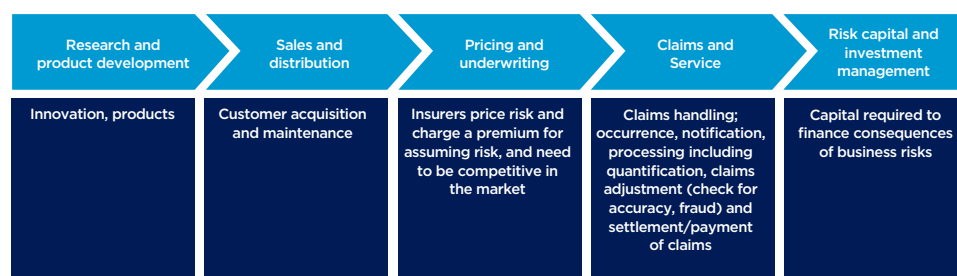 Research and
product development
Sales and
distribution
Pricing and
underwriting
Claims and
Service
Risk capital and
investment
management
Innovation, products
Customer acquisition
and maintenance
Insurers price risk and
charge a premium for
assuming risk, and need
to be competitive in
the market
Claims handling;
occurrence, notification,
processing including
quantification, claims
adjustment (check for
accuracy, fraud) and
settlement/payment
of claims
Capital required to
finance consequences
of business risks